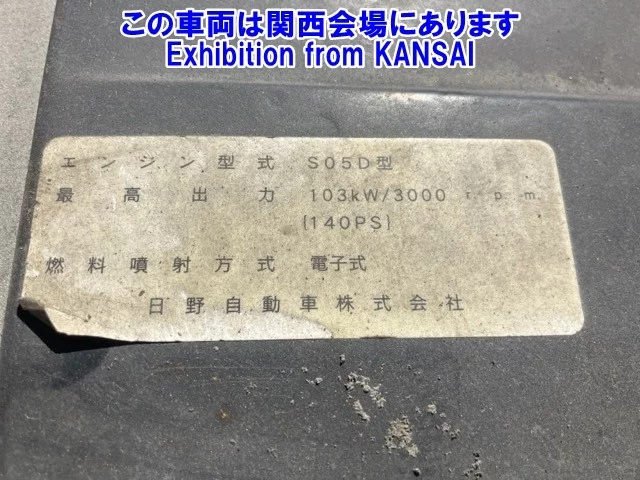 この車両は関西会場にあります
Exhibition from KANSAI
エンジン型式 S05D型
最高出力 103kW/3000 r.p.m.
(140PS)
燃料噴射方式 電子式
日野自動車株式会社